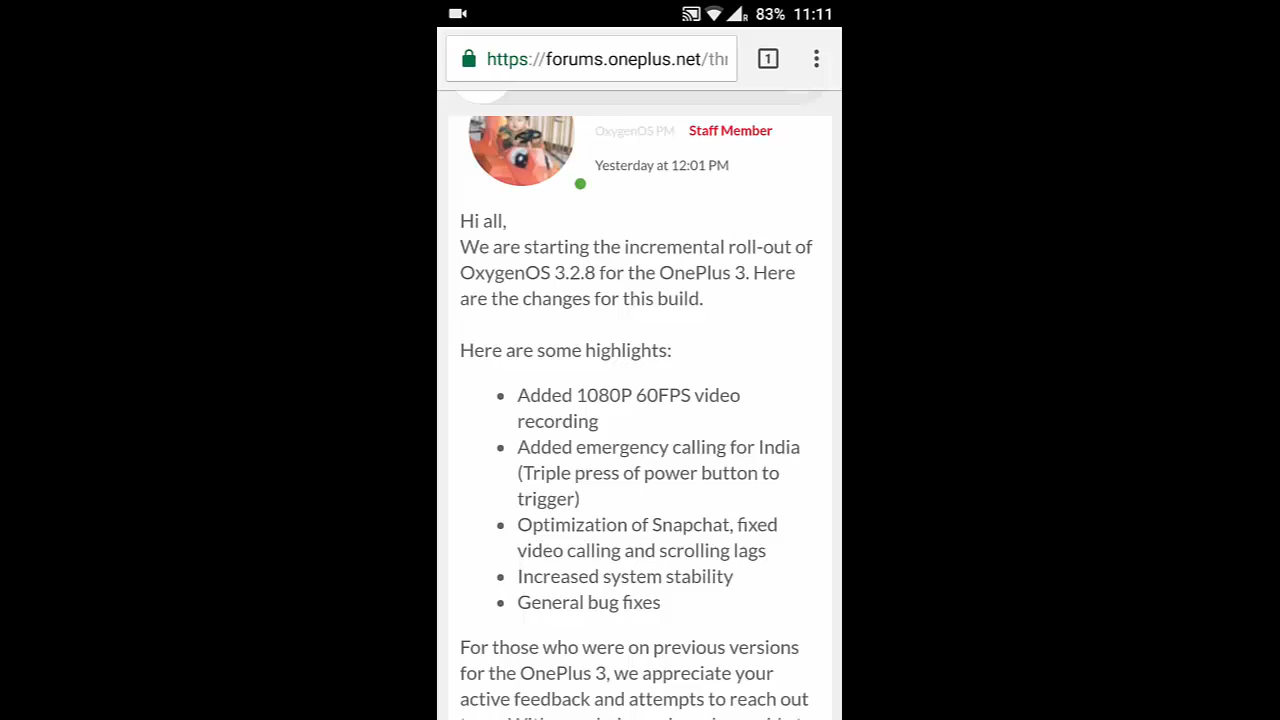 83% 11:11
https://forums.oneplus.net/thr
1
OxygenOS PM Staff Member
Yesterday at 12:01 PM
Hi all,
We are starting the incremental roll-out of
OxygenOS 3.2.8 for the OnePlus 3. Here
are the changes for this build.
Here are some highlights:
• Added 1080P 60FPS video
recording
• Added emergency calling for India
(Triple press of power button to
trigger)
• Optimization of Snapchat, fixed
video calling and scrolling lags
• Increased system stability
• General bug fixes
For those who were on previous versions
for the OnePlus 3, we appreciate your
active feedback and attempts to reach out